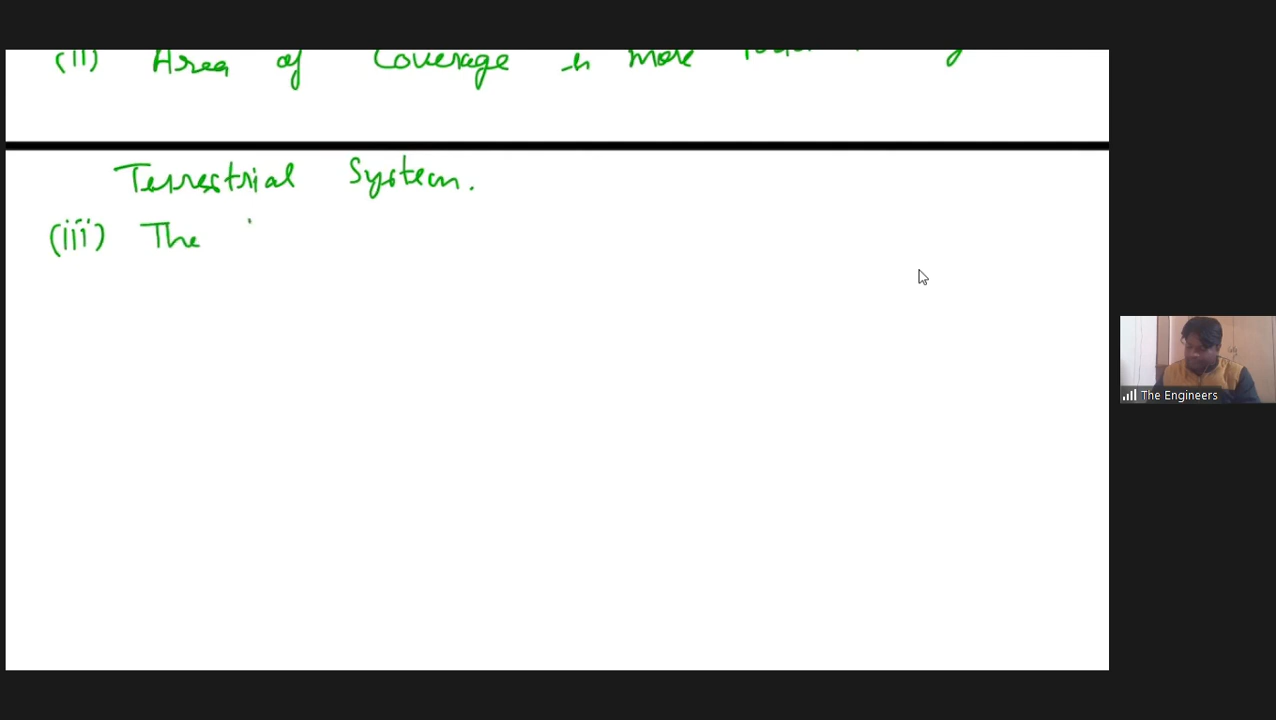 (ii) Area of Coverage is more
Terrestrial System.
(iii) The
The Engineers